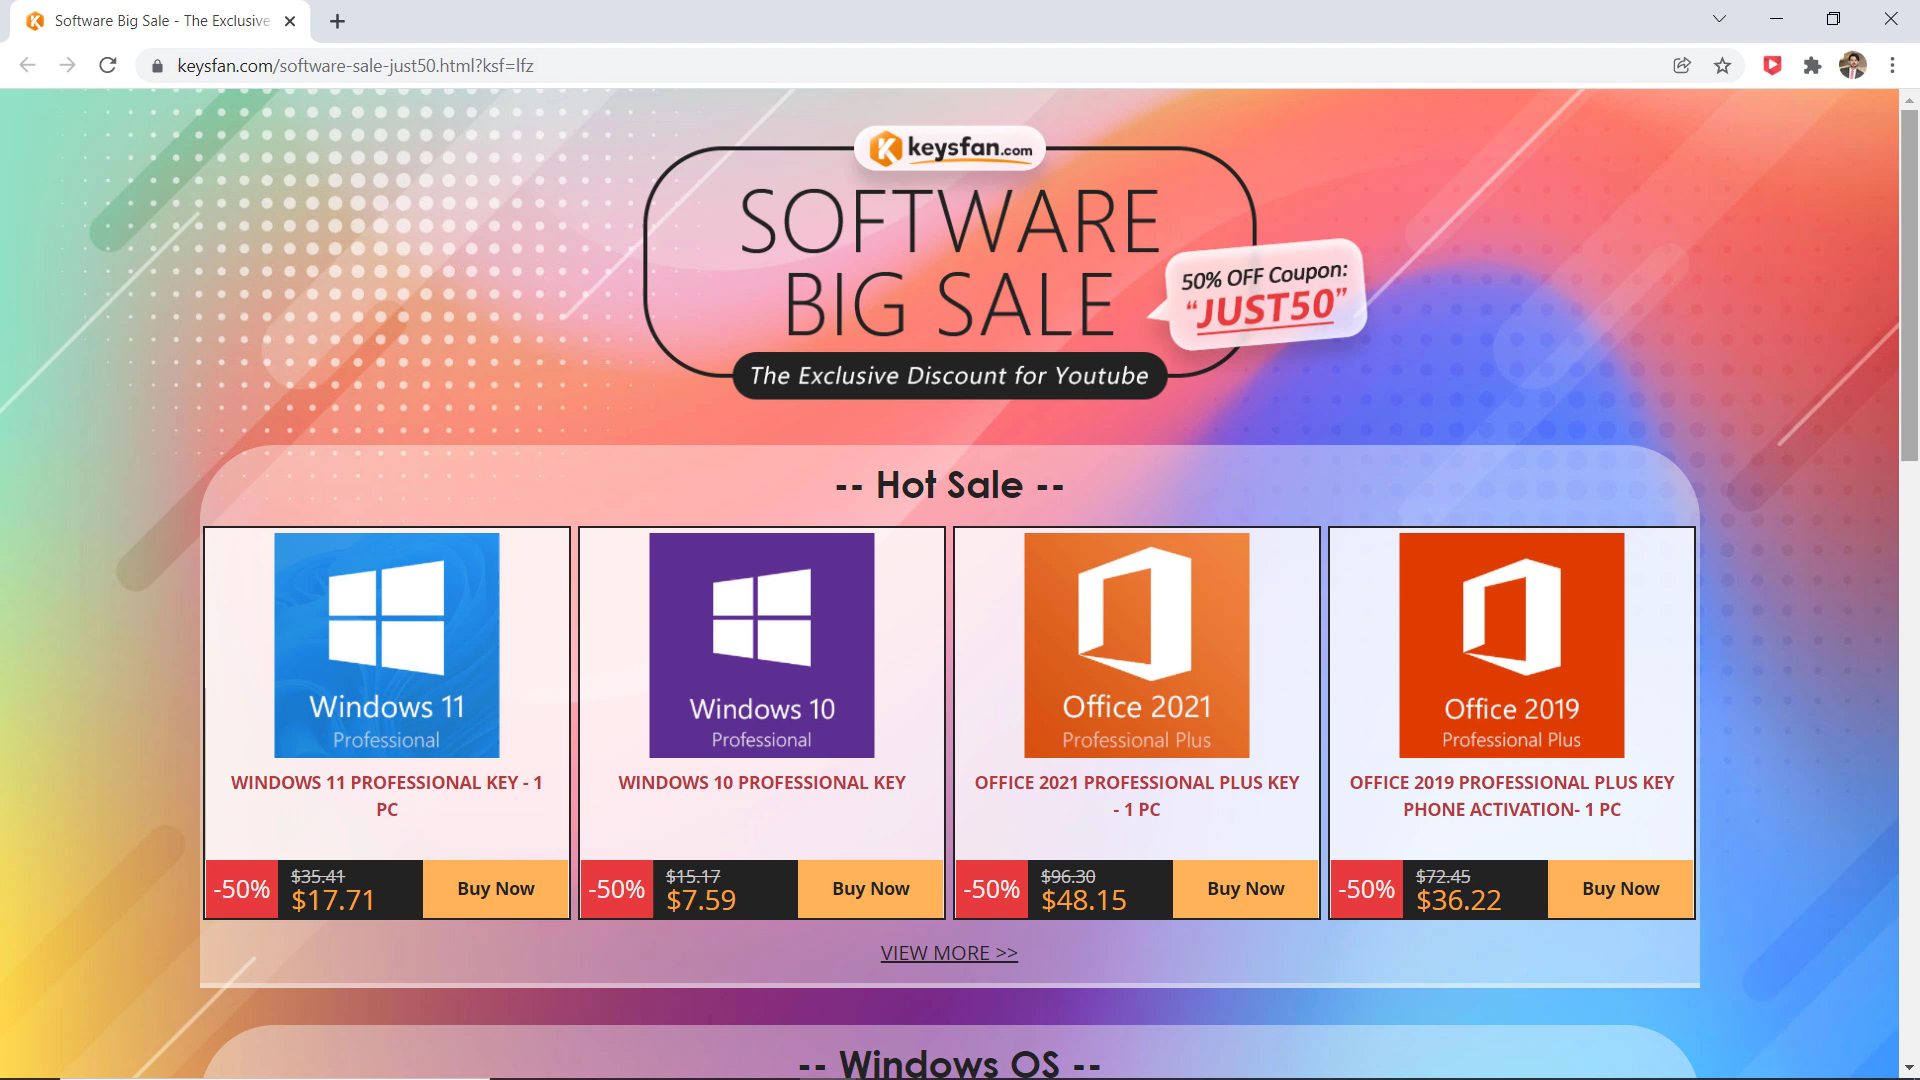 Software Big Sale - The Exclusive
keysfan.com/software-sale-just50.html?ksf=lfz
keysfan.com
SOFTWARE
BIG SALE
50% OFF Coupon:
"JUST50"
The Exclusive Discount for Youtube
-- Hot Sale --
Windows 11
Professional
WINDOWS 11 PROFESSIONAL KEY - 1
PC
-50%
$35.41
$17.71
Buy Now
Windows 10
Professional
WINDOWS 10 PROFESSIONAL KEY
-50%
$15.17
$7.59
Buy Now
Office 2021
Professional Plus
OFFICE 2021 PROFESSIONAL PLUS KEY
- 1 PC
-50%
$96.30
$48.15
Buy Now
Office 2019
Professional Plus
OFFICE 2019 PROFESSIONAL PLUS KEY
PHONE ACTIVATION- 1 PC
-50%
$72.45
$36.22
Buy Now
VIEW MORE >>
-- Windows OS --